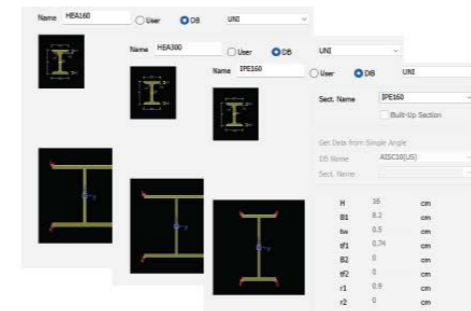 Name HEA160 User DB UNI
Name HEA300 User DB UNI
Name IPE160 User DB UNI
Sect. Name IPE160
Built-Up Section
Get Data from Single Angle
DB Name AISC10(US)
Sect. Name
H 16 cm
B1 8.2 cm
tw 0.5 cm
tf1 0.74 cm
B2 0 cm
tf2 0 cm
r1 0.9 cm
r2 0 cm